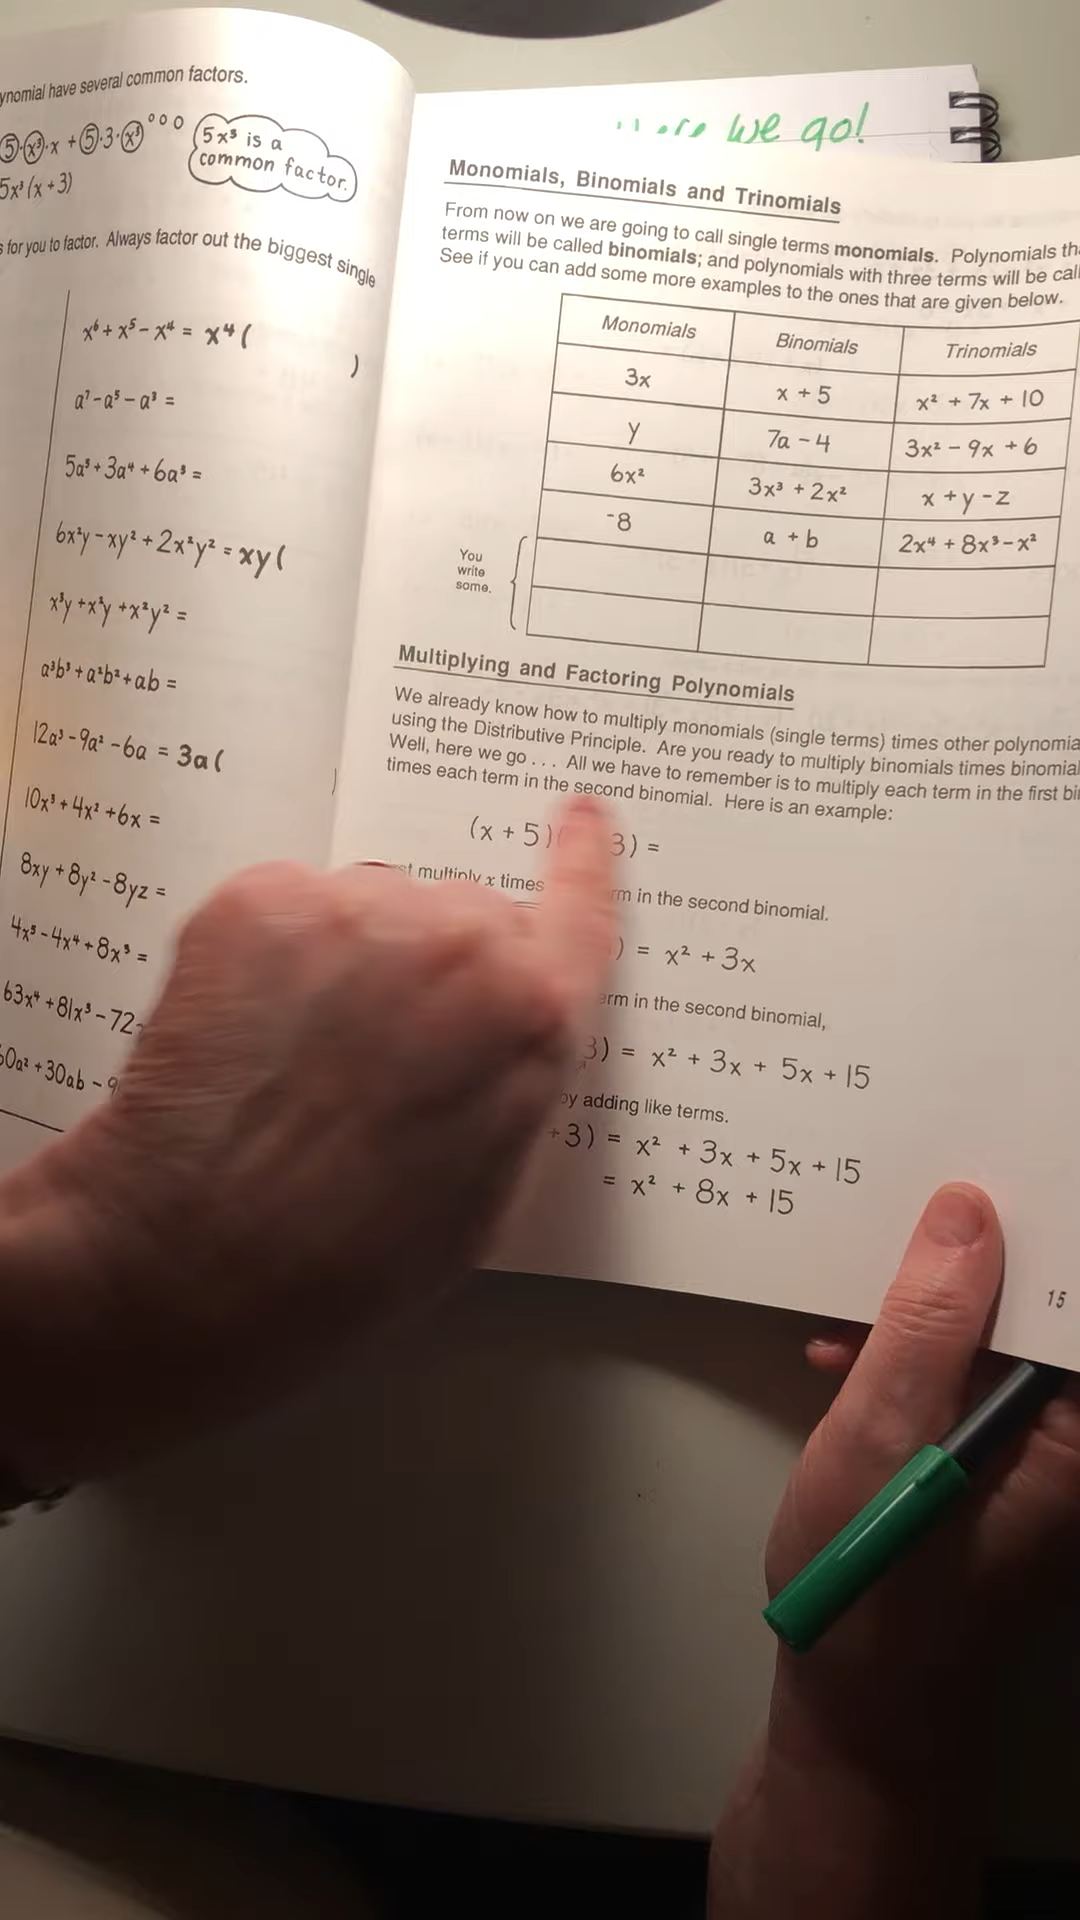 ynomial have several common factors.
5·x³·x + 5·3·x³
5x³ is a
common factor.
5x³(x + 3)
s for you to factor. Always factor out the biggest single
x⁶ + x⁵ - x⁴ = x⁴(          )
a⁷ - a⁵ - a³ =
5a⁵ + 3a⁴ + 6a³ =
6x²y - xy² + 2x²y² = xy(          )
x³y + x²y + x²y² =
a³b³ + a²b² + ab =
12a³ - 9a² - 6a = 3a(          )
10x³ + 4x² + 6x =
8xy + 8y² - 8yz =
4x⁵ - 4x⁴ + 8x³ =
63x⁴ + 81x³ - 72
60a² + 30ab - 9
we go!
Monomials, Binomials and Trinomials
From now on we are going to call single terms monomials. Polynomials th
terms will be called binomials; and polynomials with three terms will be call
See if you can add some more examples to the ones that are given below.
Monomials Binomials Trinomials
3x x + 5 x² + 7x + 10
y 7a - 4 3x² - 9x + 6
6x² 3x³ + 2x² x + y - z
⁻8 a + b 2x⁴ + 8x³ - x²
You
write
some.
Multiplying and Factoring Polynomials
We already know how to multiply monomials (single terms) times other polynomia
using the Distributive Principle. Are you ready to multiply binomials times binomial
Well, here we go . . . All we have to remember is to multiply each term in the first bi
times each term in the second binomial. Here is an example:
(x + 5)( 3) =
st multiply x times rm in the second binomial.
) = x² + 3x
erm in the second binomial,
3) = x² + 3x + 5x + 15
by adding like terms.
+3) = x² + 3x + 5x + 15
= x² + 8x + 15
15